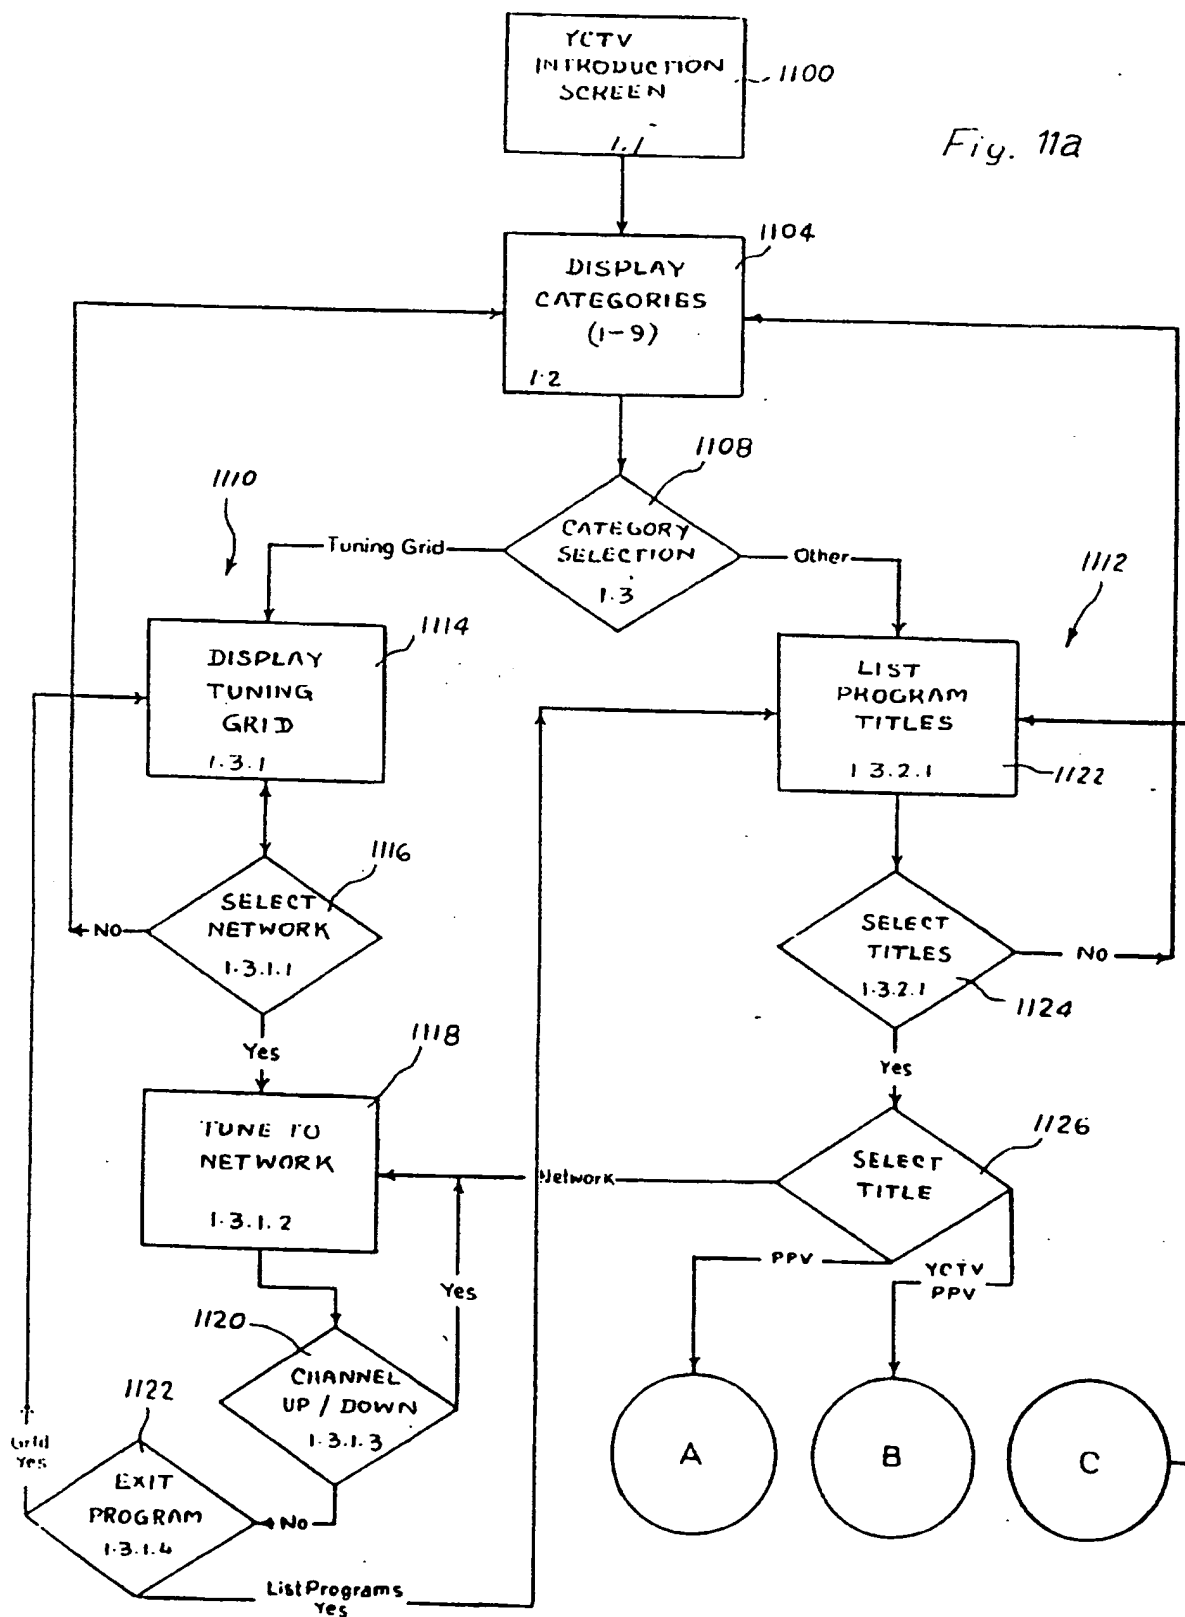 YCTV
INTRODUCTION
SCREEN
1.1
1100
Fig. 11a
1104
DISPLAY
CATEGORIES
(1-9)
1.2
1108
CATEGORY
SELECTION
1.3
1110
Tuning Grid
Other
1112
1114
DISPLAY
TUNING
GRID
1.3.1
LIST
PROGRAM
TITLES
1.3.2.1
1122
1116
SELECT
NETWORK
1.3.1.1
No
Yes
SELECT
TITLES
1.3.2.1
No
1124
Yes
1118
TUNE TO
NETWORK
1.3.1.2
Network
1126
SELECT
TITLE
PPV
YCTV
PPV
Yes
1120
CHANNEL
UP / DOWN
1.3.1.3
1122
Grid
Yes
EXIT
PROGRAM
1.3.1.4
No
List Programs
Yes
A
B
C